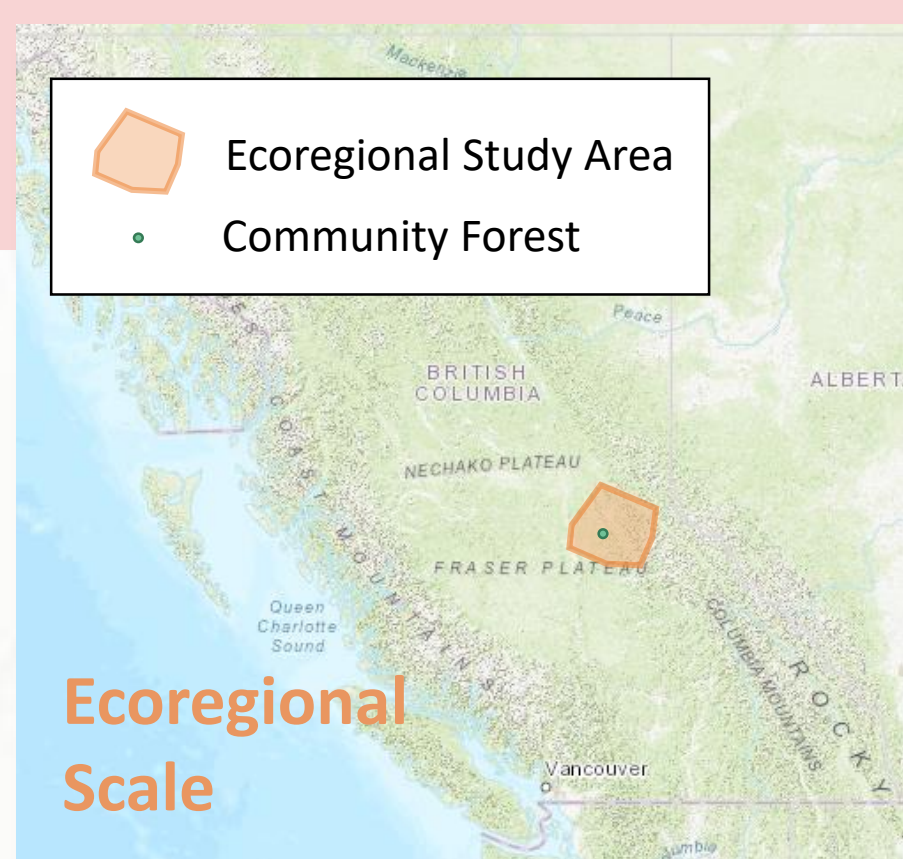 Mackenzie
Ecoregional Study Area
Community Forest
Peace
BRITISH
COLUMBIA
ALBERT
COAST MOUNTAINS
NECHAKO PLATEAU
FRASER PLATEAU
Queen
Charlotte
Sound
COLUMBIA MOUNTAINS
ROCKY
Ecoregional
Scale
Vancouver
umbia